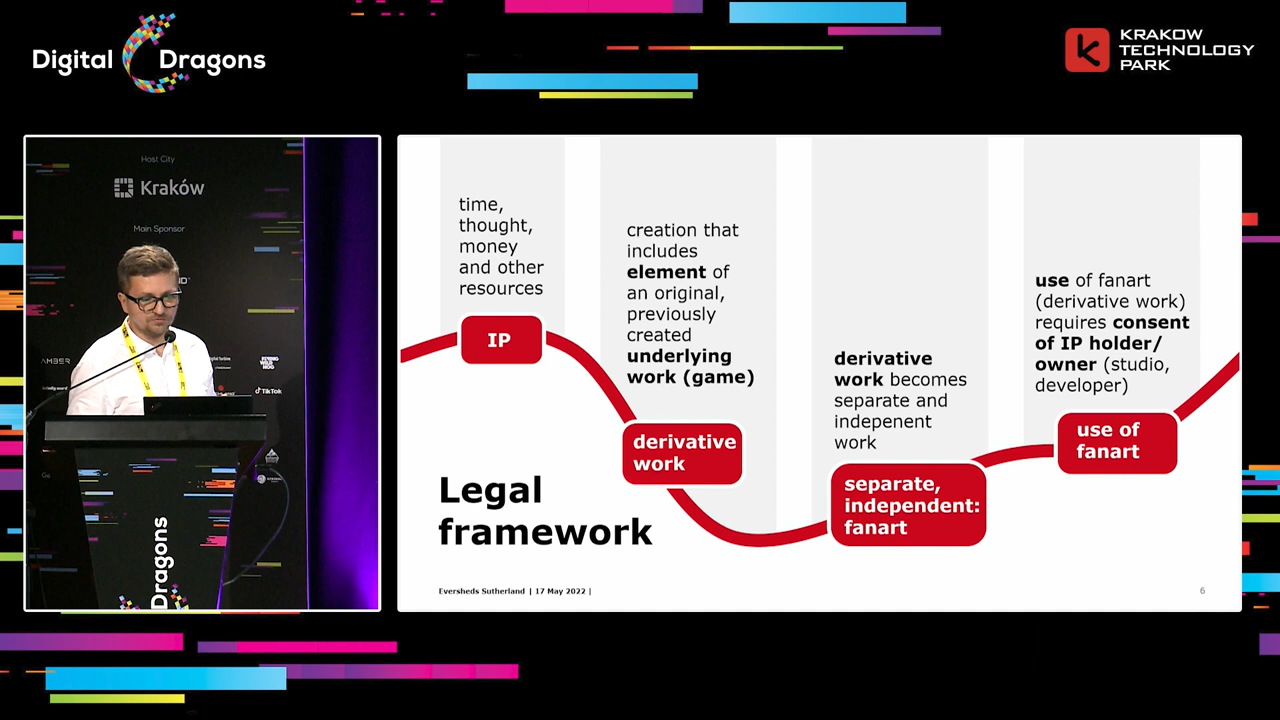 Digital Dragons
KRAKOW
TECHNOLOGY
PARK
Host City
Kraków
Main Sponsor
AMBER
TikTok
Dragons
time,
thought,
money
and other
resources
IP
creation that
includes
element of
an original,
previously
created
underlying
work (game)
derivative
work
derivative
work becomes
separate and
indepenent
work
separate,
independent:
fanart
use of fanart
(derivative work)
requires consent
of IP holder/
owner (studio,
developer)
use of
fanart
Legal
framework
Eversheds Sutherland | 17 May 2022 |
6